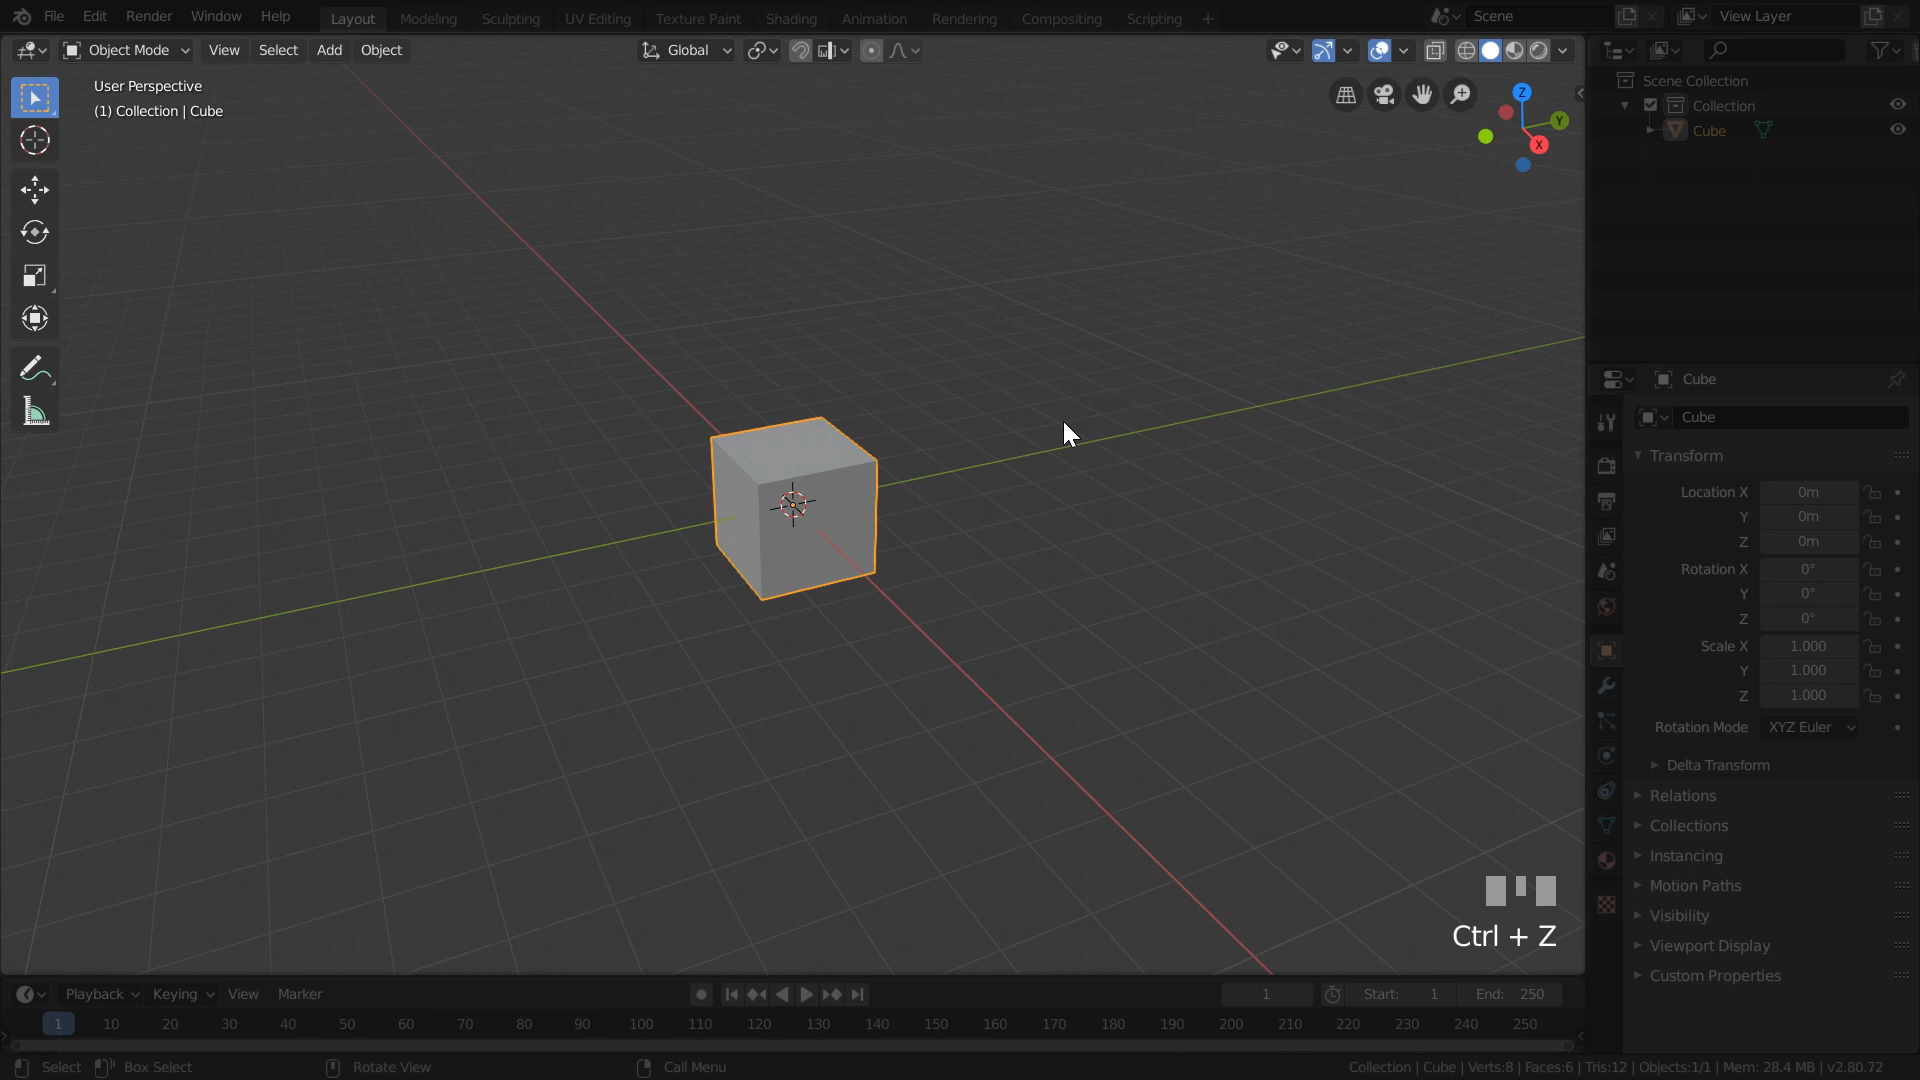 File Edit Render Window Help Layout Modeling Sculpting UV Editing Texture Paint Shading Animation Rendering Compositing Scripting + Scene View Layer
Object Mode View Select Add Object Global
User Perspective
(1) Collection | Cube
Z
Y
X
Scene Collection
Collection
Cube
Cube
Cube
Transform
Location X 0m
Y 0m
Z 0m
Rotation X 0°
Y 0°
Z 0°
Scale X 1.000
Y 1.000
Z 1.000
Rotation Mode XYZ Euler
Delta Transform
Relations
Collections
Instancing
Motion Paths
Visibility
Viewport Display
Custom Properties
Ctrl + Z
Playback Keying View Marker 1 Start: 1 End: 250
1 10 20 30 40 50 60 70 80 90 100 110 120 130 140 150 160 170 180 190 200 210 220 230 240 250
Select Box Select Rotate View Call Menu Collection | Cube | Verts:8 | Faces:6 | Tris:12 | Objects:1/1 | Mem: 28.4 MB | v2.80.72